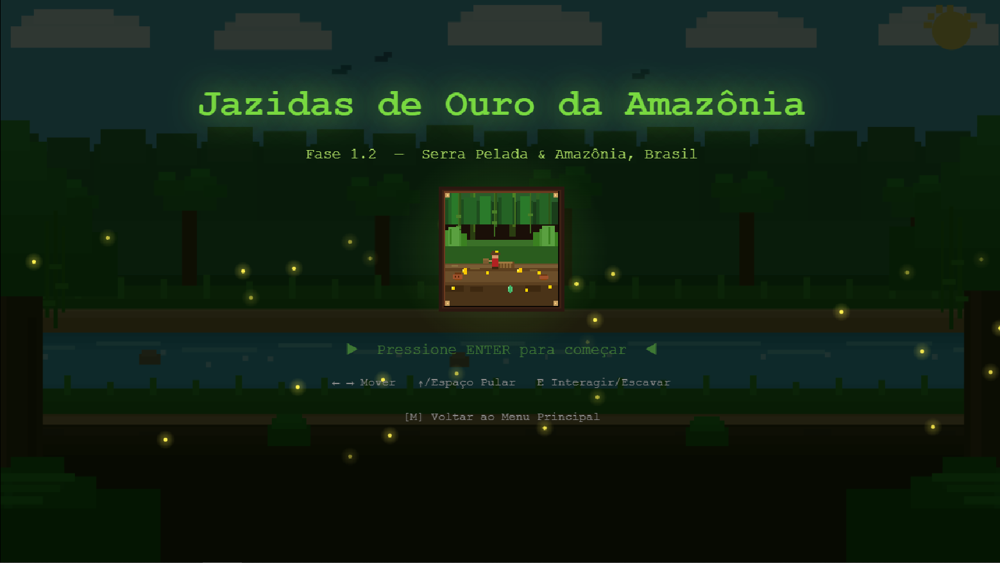 Jazidas de Ouro da Amazônia
Fase 1.2 — Serra Pelada & Amazônia, Brasil
▶ Pressione ENTER para começar ◀
← → Mover ↑/Espaço Pular E Interagir/Escavar
[M] Voltar ao Menu Principal